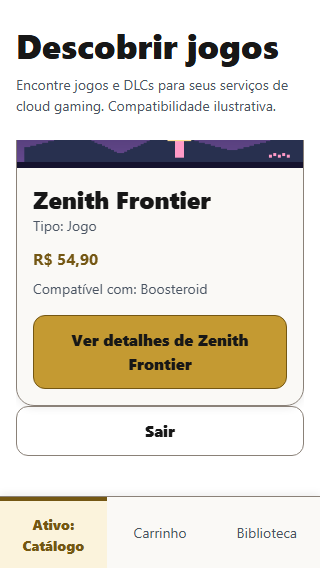 Descobrir jogos
Encontre jogos e DLCs para seus serviços de
cloud gaming. Compatibilidade ilustrativa.
Zenith Frontier
Tipo: Jogo
R$ 54,90
Compatível com: Boosteroid
Ver detalhes de Zenith
Frontier
Sair
Ativo:
Catálogo
Carrinho
Biblioteca